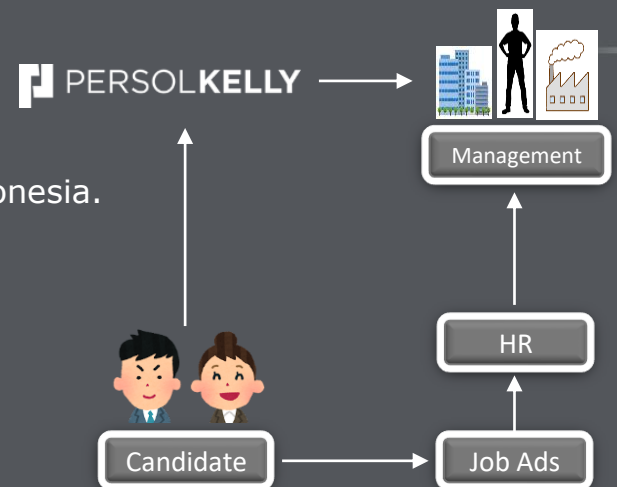 PERSOLKELLY
Management
onesia.
HR
Candidate
Job Ads